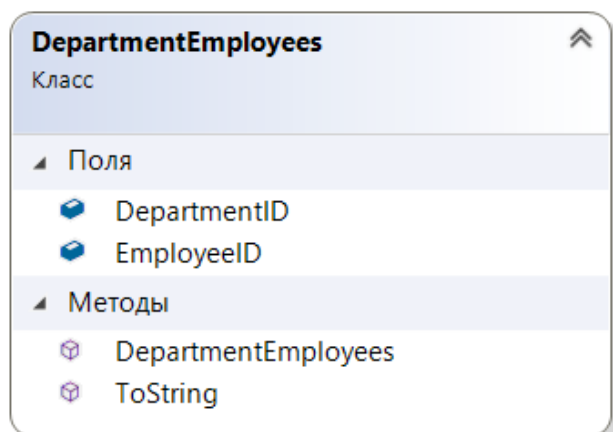 DepartmentEmployees
Класс
Поля
DepartmentID
EmployeeID
Методы
DepartmentEmployees
ToString